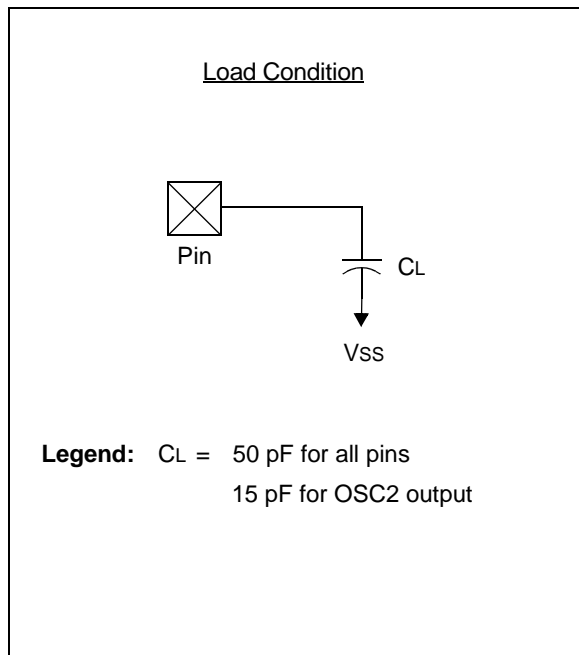 Load Condition
Pin
CL
VSS
Legend: CL = 50 pF for all pins
15 pF for OSC2 output